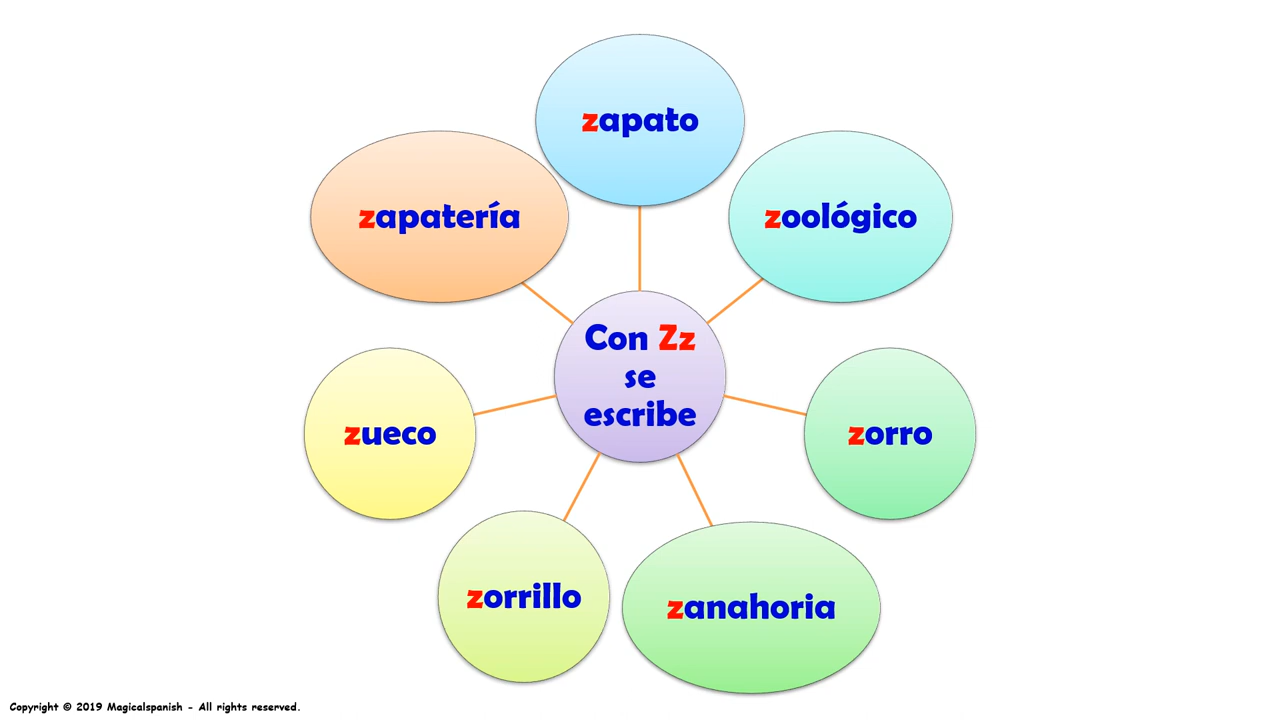 zapato
zapatería
zoológico
Con Zz
se
escribe
zueco
zorro
zorrillo
zanahoria
Copyright © 2019 Magicalspanish - All rights reserved.